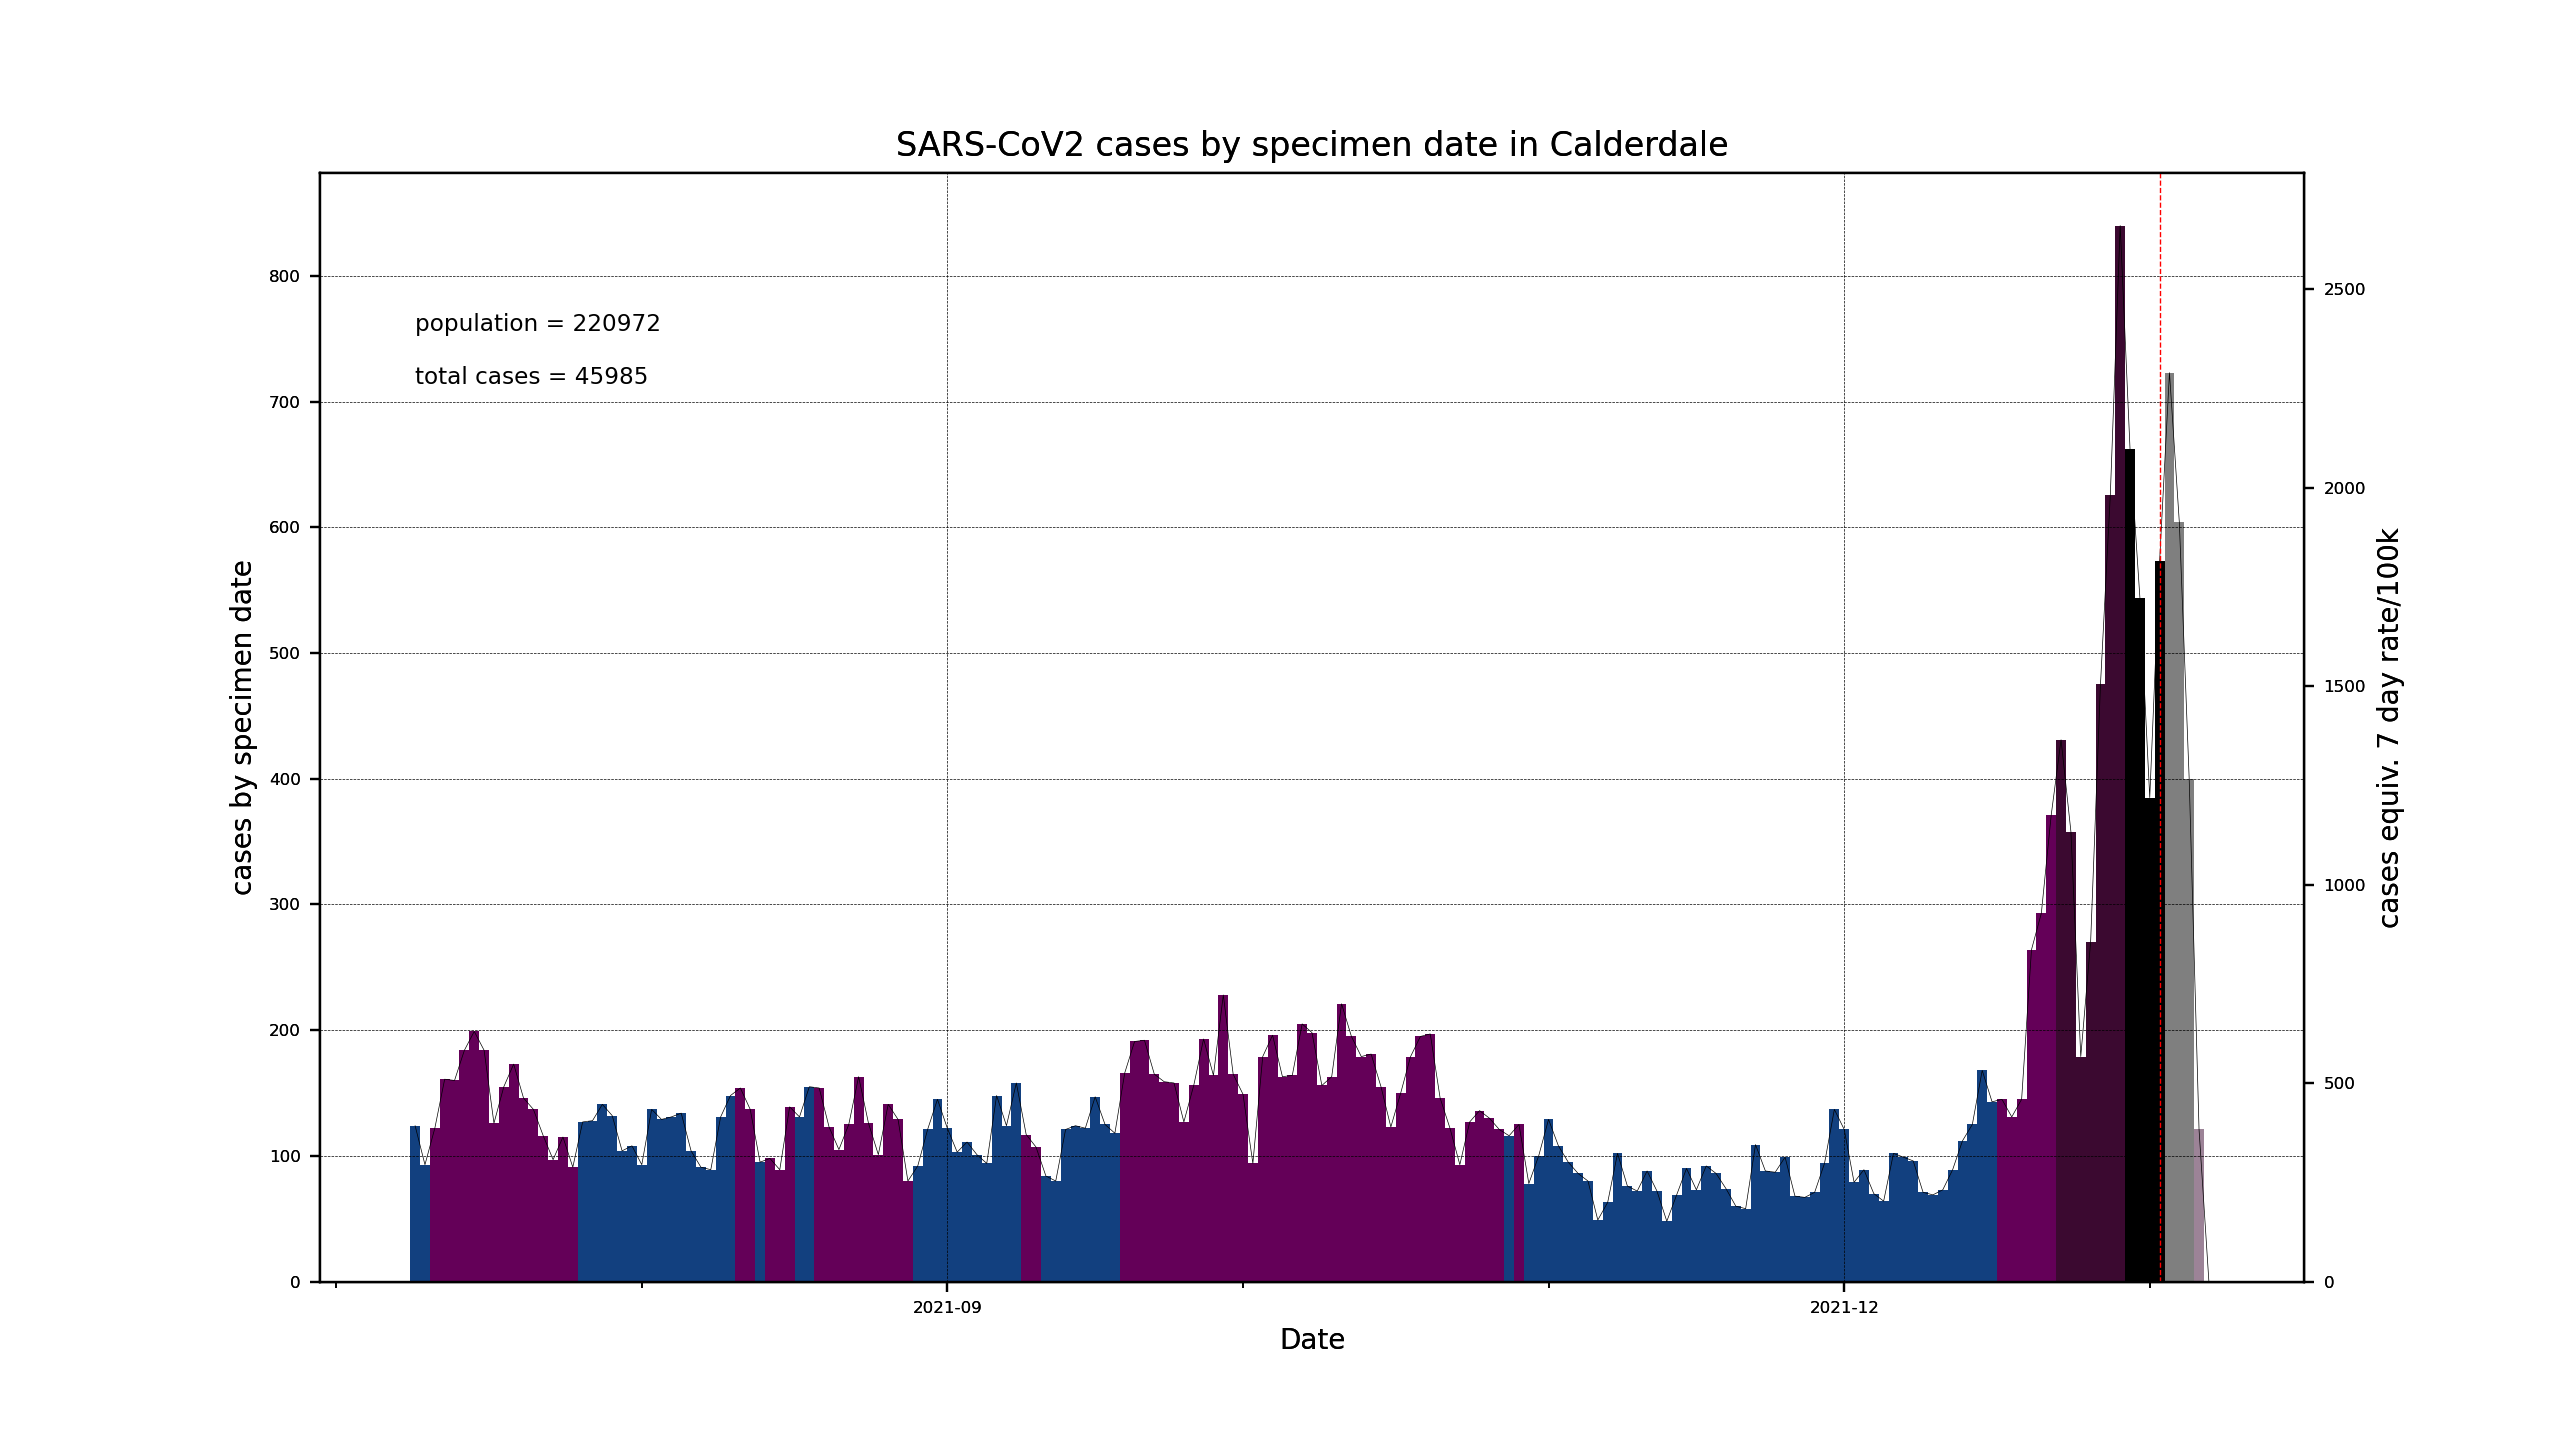 SARS-CoV2 cases by specimen date in Calderdale
population = 220972
total cases = 45985
cases by specimen date
800
700
600
500
400
300
200
100
0
2500
2000
1500
1000
500
0
cases equiv. 7 day rate/100k
2021-09
2021-12
Date